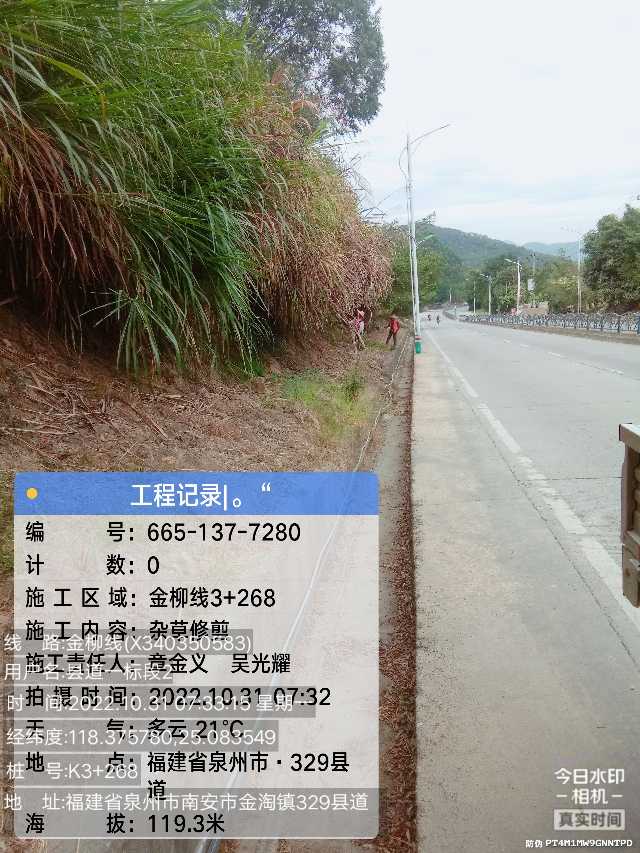 工程记录|。“
编号：665-137-7280
计数：0
施工区域：金柳线3+268
施工内容：杂草修剪
线路:金柳线(X340350583)
施工责任人：章金义 吴光耀
用户名:县道一标段2
拍摄时间：2022.10.31 07:32
时间:2022.10.31 07:33:15 星期一
天气：多云 21℃
经纬度:118.375780,25.083549
地点：福建省泉州市·329县道
桩号:K3+268
地址:福建省泉州市南安市金淘镇329县道
海拔：119.3米
今日水印
-相机-
真实时间
防伪 PT4M1MW9GNNTPD